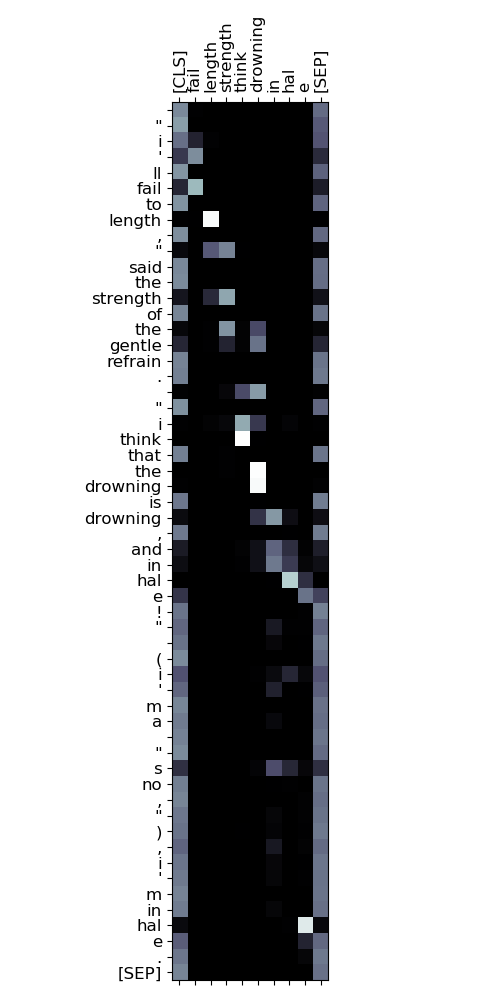 [CLS]
fail
length
strength
think
drowning
in
hal
e
[SEP]
"
i
'
ll
fail
to
length
,
"
said
the
strength
of
the
gentle
refrain
.
"
i
think
that
the
drowning
is
drowning
,
and
in
hal
e
!
"
(
i
'
m
a
"
s
no
,
"
)
,
i
'
m
in
hal
e
.
[SEP]